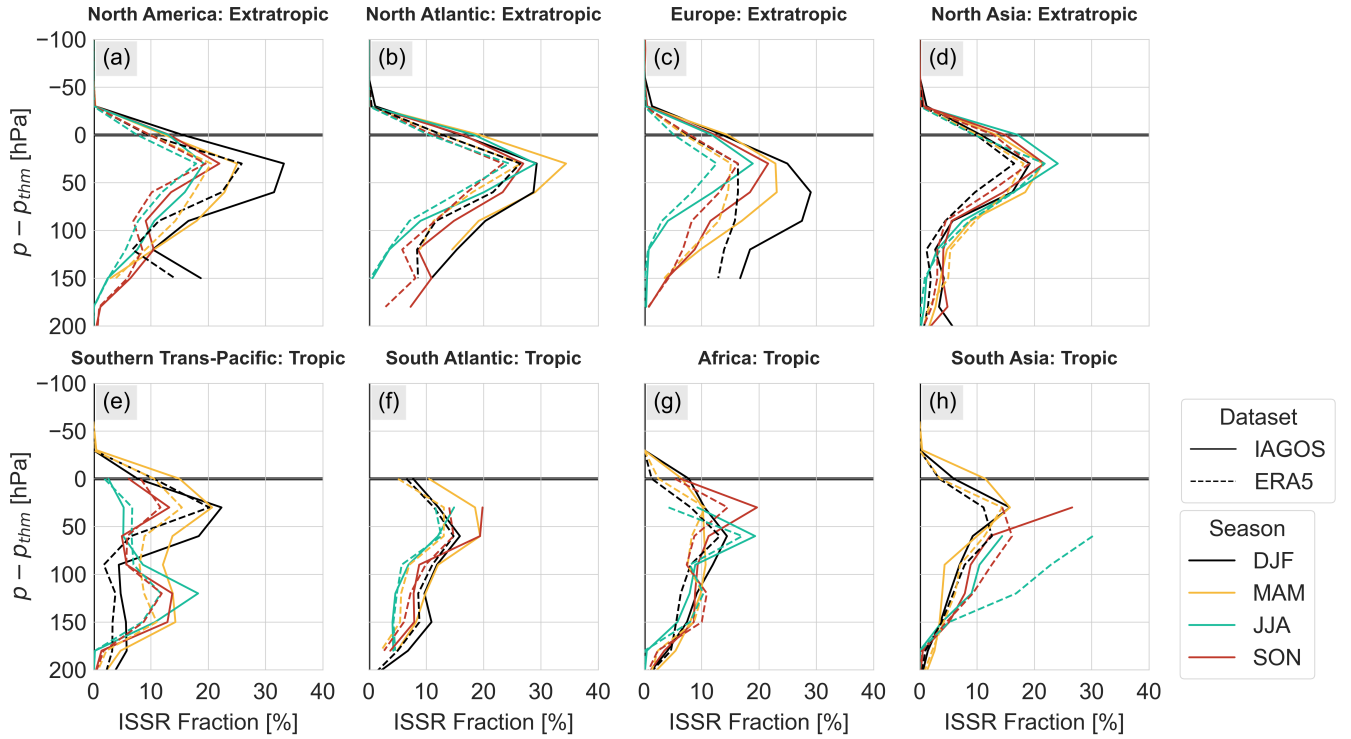 North America: Extratropic
North Atlantic: Extratropic
Europe: Extratropic
North Asia: Extratropic
(a)
(b)
(c)
(d)
−100
−50
0
50
100
150
200
p − pthm [hPa]
Southern Trans-Pacific: Tropic
South Atlantic: Tropic
Africa: Tropic
South Asia: Tropic
(e)
(f)
(g)
(h)
−100
−50
0
50
100
150
200
p − pthm [hPa]
0 10 20 30 40
0 10 20 30 40
0 10 20 30 40
0 10 20 30 40
ISSR Fraction [%]
ISSR Fraction [%]
ISSR Fraction [%]
ISSR Fraction [%]
Dataset
IAGOS
ERA5
Season
DJF
MAM
JJA
SON